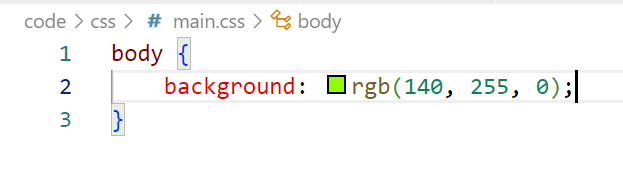 code > css > # main.css > body
1 body {
2     background: rgb(140, 255, 0);
3 }